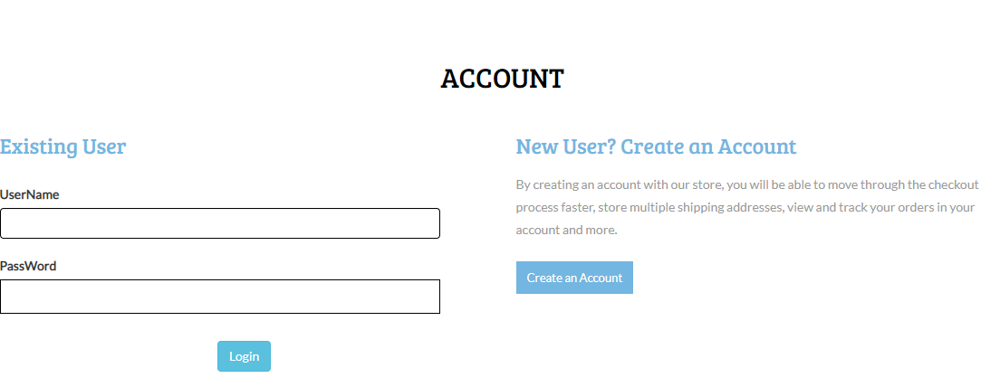 ACCOUNT
Existing User
UserName
PassWord
Login
New User? Create an Account
By creating an account with our store, you will be able to move through the checkout
process faster, store multiple shipping addresses, view and track your orders in your
account and more.
Create an Account